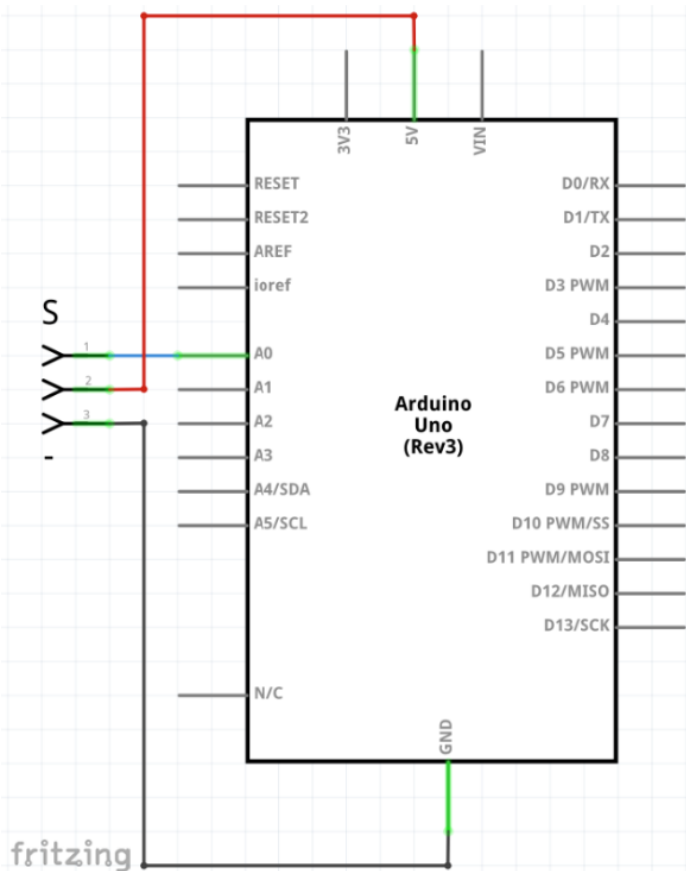 3V3
5V
VIN
RESET
D0/RX
RESET2
D1/TX
AREF
D2
ioref
D3 PWM
S
D4
1
A0
D5 PWM
2
A1
D6 PWM
3
A2
D7
Arduino
Uno
(Rev3)
-
A3
D8
A4/SDA
D9 PWM
A5/SCL
D10 PWM/SS
D11 PWM/MOSI
D12/MISO
D13/SCK
N/C
GND
fritzing